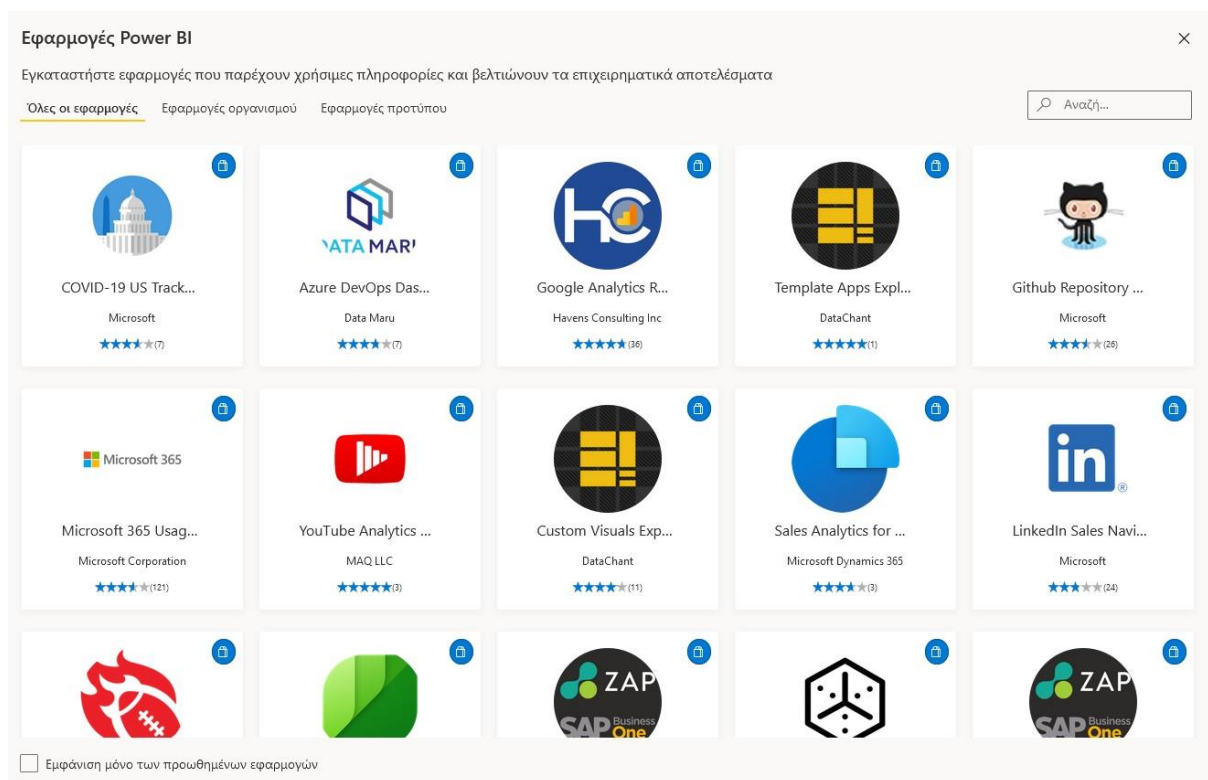 Εφαρμογές Power BI
Εγκαταστήστε εφαρμογές που παρέχουν χρήσιμες πληροφορίες και βελτιώνουν τα επιχειρηματικά αποτελέσματα
Όλες οι εφαρμογές Εφαρμογές οργανισμού Εφαρμογές προτύπου Αναζή...
ATA MAR
HC
COVID-19 US Track... Azure DevOps Das... Google Analytics R... Template Apps Expl... Github Repository ...
Microsoft Data Maru Havens Consulting Inc DataChant Microsoft
(7) (7) (36) (1) (26)
Microsoft 365
in
Microsoft 365 Usag... YouTube Analytics ... Custom Visuals Exp... Sales Analytics for ... LinkedIn Sales Navi...
Microsoft Corporation MAQ LLC DataChant Microsoft Dynamics 365 Microsoft
(121) (3) (11) (3) (24)
ZAP ZAP
SAP Business One SAP Business One
Εμφάνιση μόνο των προωθημένων εφαρμογών